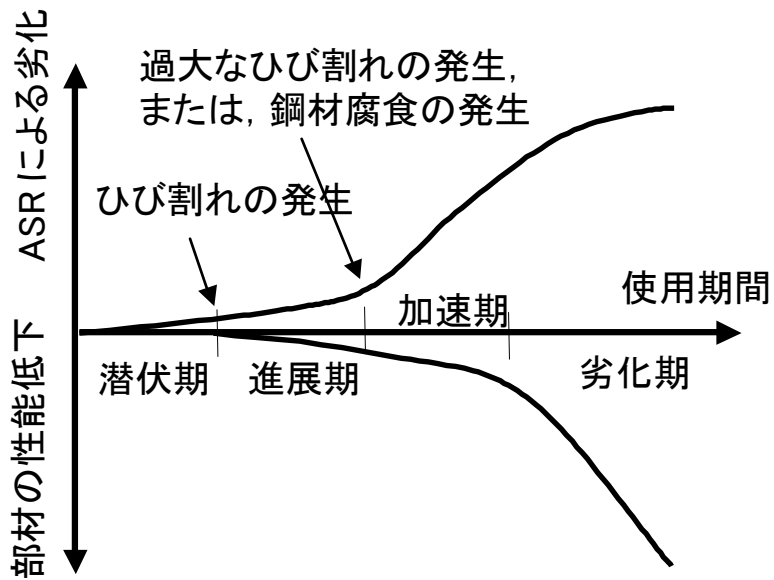 ASRによる劣化
過大なひび割れの発生,
または, 鋼材腐食の発生
ひび割れの発生
使用期間
加速期
潜伏期
進展期
劣化期
部材の性能低下